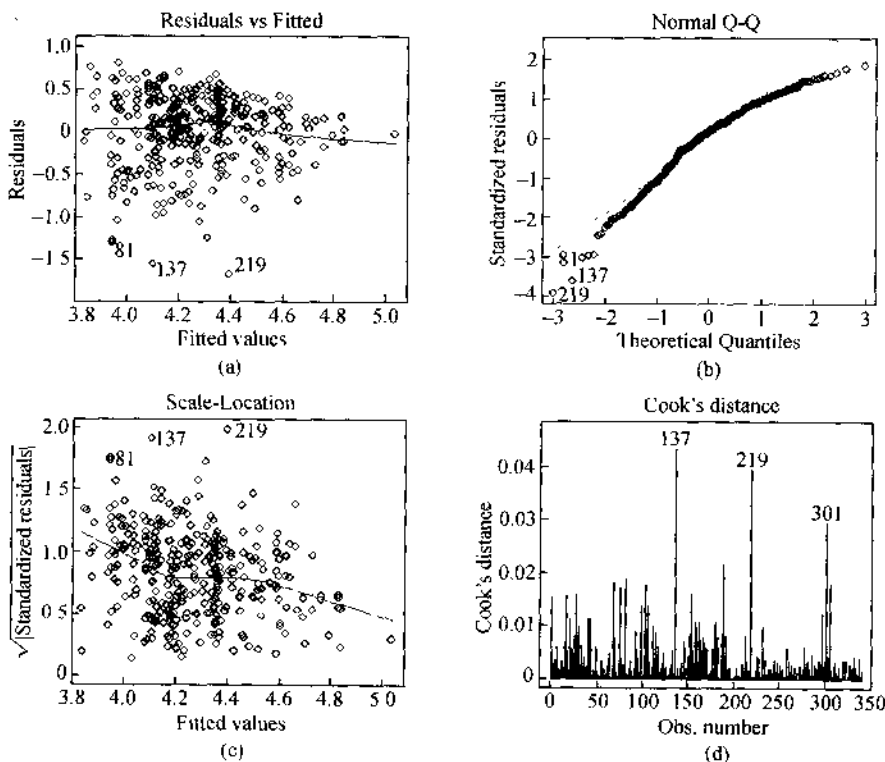 Residuals vs Fitted
1.0
0.5
0
−0.5
−1.0
−1.5
Residuals
81
137
219
3.8 4.0 4.2 4.4 4.6 4.8 5.0
Fitted values
(a)
Normal Q-Q
2
1
0
−1
−2
−3
−4
Standardized residuals
81
137
219
−3 −2 −1 0 1 2 3
Theoretical Quantiles
(b)
Scale-Location
2.0
1.5
1.0
0.5
0
√|Standardized residuals|
81
137
219
3.8 4.0 4.2 4.4 4.6 4.8 5.0
Fitted values
(c)
Cook's distance
0.04
0.03
0.02
0.01
0
Cook's distance
137
219
301
0 50 100 150 200 250 300 350
Obs. number
(d)